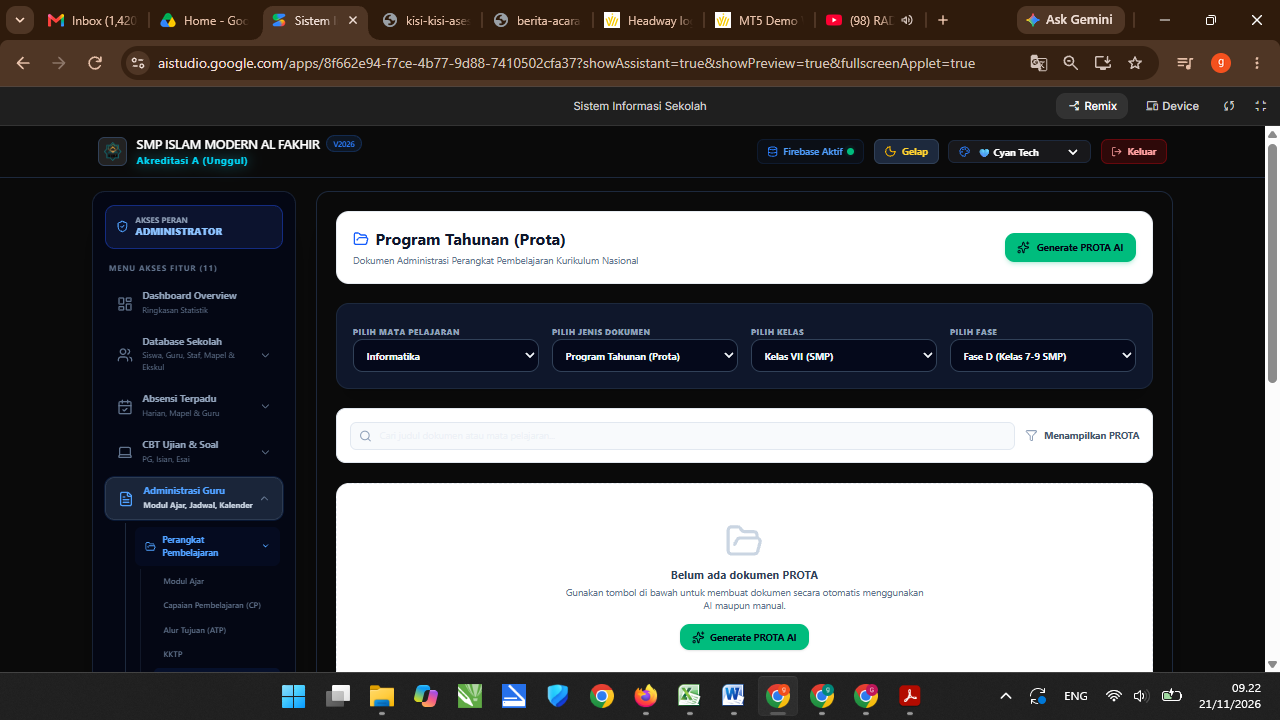 Inbox (1,420
Home - Goo
Sistem I
kisi-kisi-ase
berita-acara
Headway lo
MT5 Demo
(98) RAD
Ask Gemini
aistudio.google.com/apps/8f662e94-f7ce-4b77-9d88-7410502cfa37?showAssistant=true&showPreview=true&fullscreenApplet=true
g
Sistem Informasi Sekolah
Remix
Device
SMP ISLAM MODERN AL FAKHIR
V2026
Akreditasi A (Unggul)
Firebase Aktif
Gelap
Cyan Tech
Keluar
AKSES PERAN
ADMINISTRATOR
MENU AKSES FITUR (11)
Dashboard Overview
Ringkasan Statistik
Database Sekolah
Siswa, Guru, Staf, Mapel &
Ekskul
Absensi Terpadu
Harian, Mapel & Guru
CBT Ujian & Soal
PG, Isian, Esai
Administrasi Guru
Modul Ajar, Jadwal, Kalender
Perangkat
Pembelajaran
Modul Ajar
Capaian Pembelajaran (CP)
Alur Tujuan (ATP)
KKTP
Program Tahunan (Prota)
Dokumen Administrasi Perangkat Pembelajaran Kurikulum Nasional
Generate PROTA AI
PILIH MATA PELAJARAN
PILIH JENIS DOKUMEN
PILIH KELAS
PILIH FASE
Informatika
Program Tahunan (Prota)
Kelas VII (SMP)
Fase D (Kelas 7-9 SMP)
Cari judul dokumen atau mata pelajaran...
Menampilkan PROTA
Belum ada dokumen PROTA
Gunakan tombol di bawah untuk membuat dokumen secara otomatis menggunakan
AI maupun manual.
Generate PROTA AI
ENG
09.22
21/11/2026